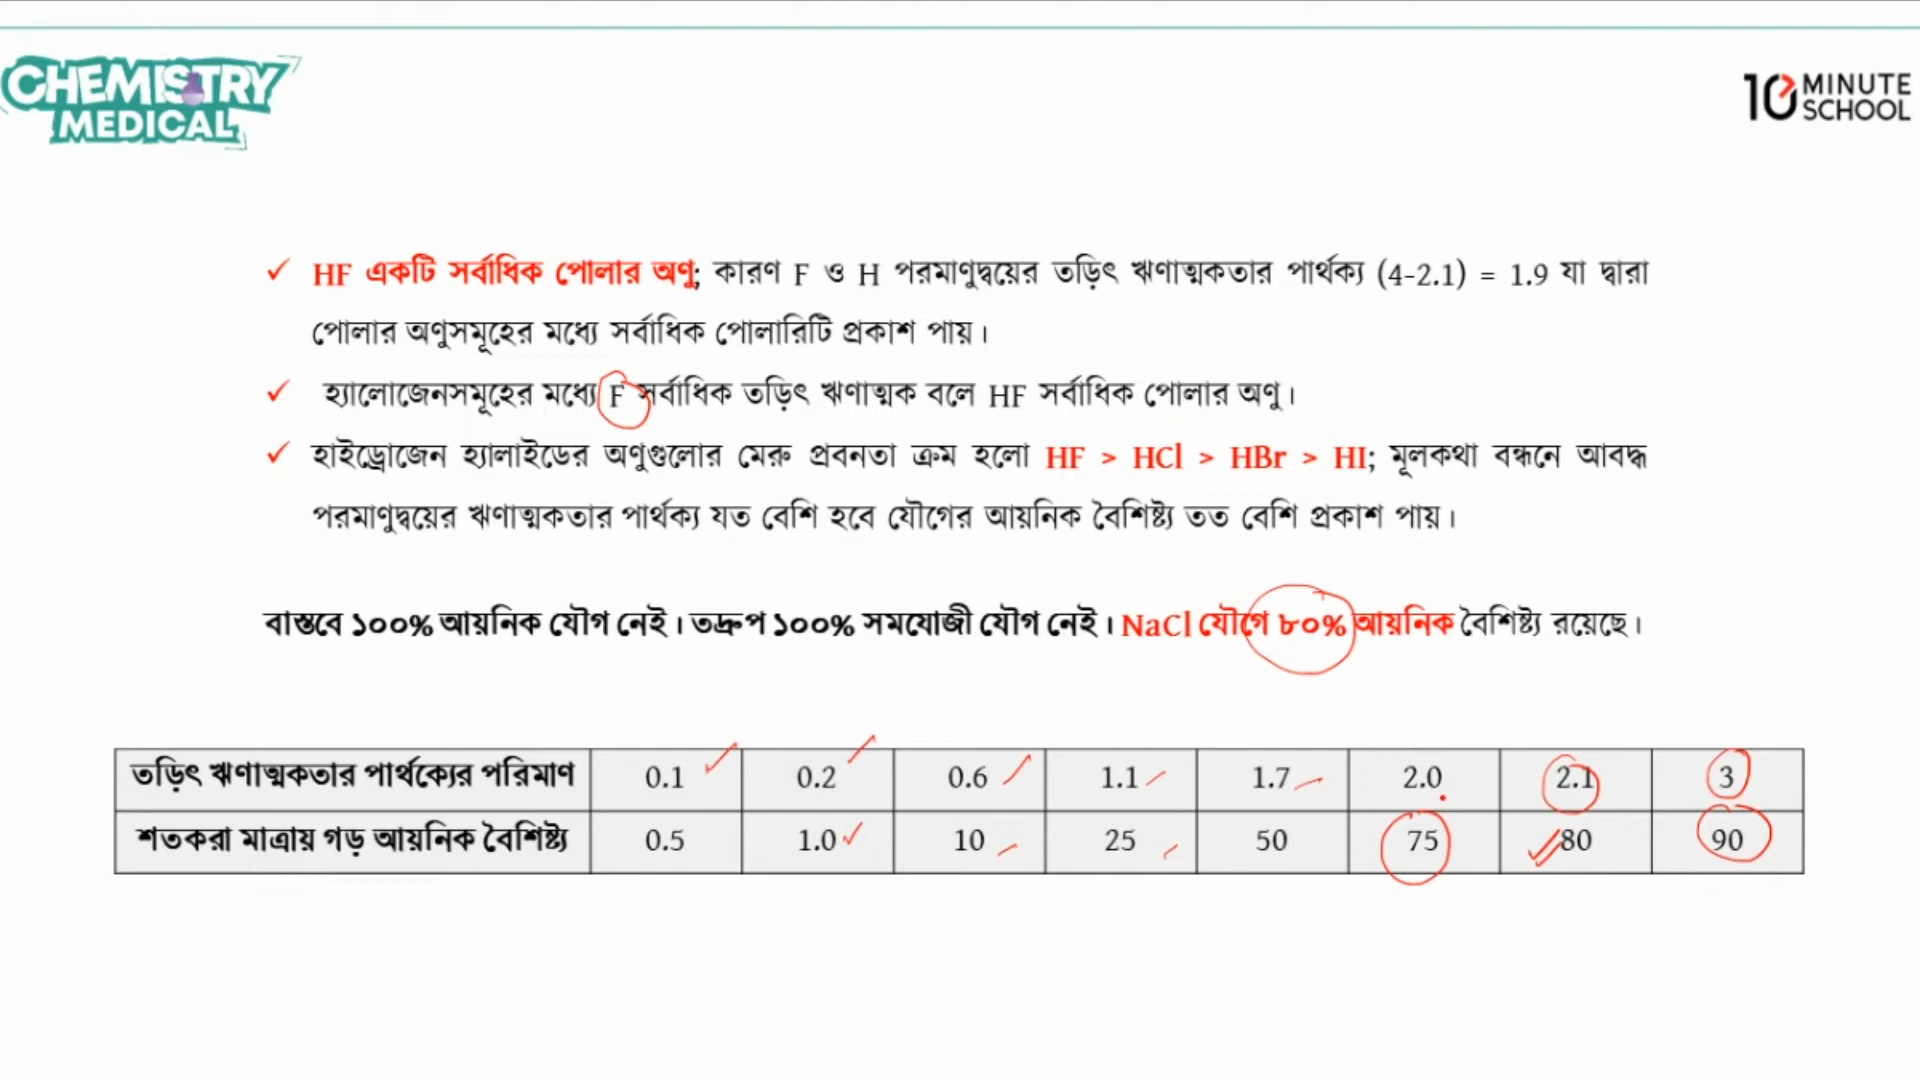 CHEMISTRY
MEDICAL
10 MINUTE
SCHOOL
✓ HF একটি সর্বাধিক পোলার অণু; কারণ F ও H পরমাণুদ্বয়ের তড়িৎ ঋণাত্মকতার পার্থক্য (4-2.1) = 1.9 যা দ্বারা
পোলার অণুসমূহের মধ্যে সর্বাধিক পোলারিটি প্রকাশ পায়।
✓ হ্যালোজেনসমূহের মধ্যে F সর্বাধিক তড়িৎ ঋণাত্মক বলে HF সর্বাধিক পোলার অণু।
✓ হাইড্রোজেন হ্যালাইডের অণুগুলোর মেরু প্রবনতা ক্রম হলো HF > HCl > HBr > HI; মূলকথা বন্ধনে আবদ্ধ
পরমাণুদ্বয়ের ঋণাত্মকতার পার্থক্য যত বেশি হবে যৌগের আয়নিক বৈশিষ্ট্য তত বেশি প্রকাশ পায়।
বাস্তবে ১০০% আয়নিক যৌগ নেই। তদ্রুপ ১০০% সমযোজী যৌগ নেই। NaCl যৌগে ৮০% আয়নিক বৈশিষ্ট্য রয়েছে।
তড়িৎ ঋণাত্মকতার পার্থক্যের পরিমাণ 0.1 0.2 0.6 1.1 1.7 2.0 2.1 3
শতকরা মাত্রায় গড় আয়নিক বৈশিষ্ট্য 0.5 1.0 10 25 50 75 80 90